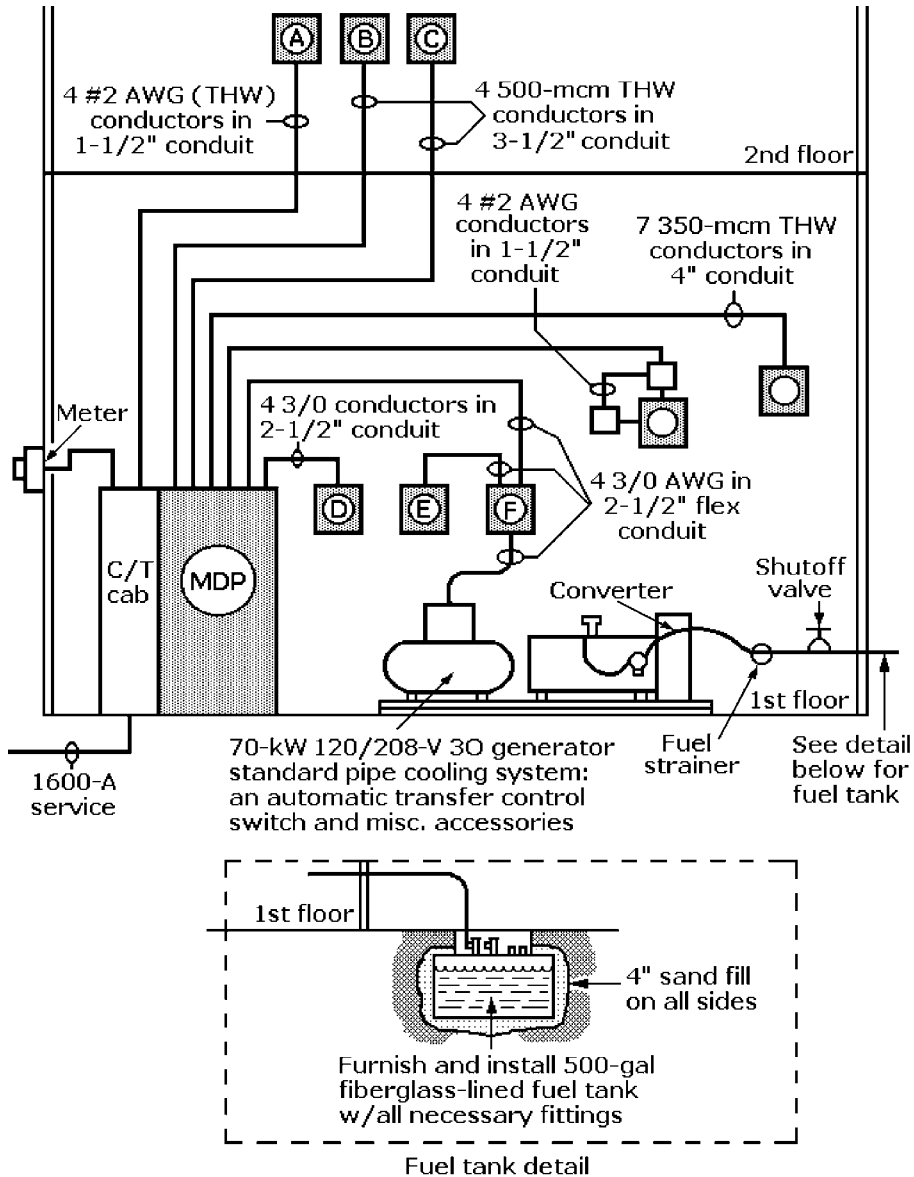 A
B
C
4 #2 AWG (THW)
conductors in
1-1/2" conduit
4 500-mcm THW
conductors in
3-1/2" conduit
2nd floor
4 #2 AWG
conductors
in 1-1/2"
conduit
7 350-mcm THW
conductors in
4" conduit
Meter
4 3/0 conductors in
2-1/2" conduit
D
E
F
4 3/0 AWG in
2-1/2" flex
conduit
C/T
cab
MDP
Converter
Shutoff
valve
1st floor
1600-A
service
70-kW 120/208-V 3O generator
standard pipe cooling system:
an automatic transfer control
switch and misc. accessories
Fuel
strainer
See detail
below for
fuel tank
1st floor
4" sand fill
on all sides
Furnish and install 500-gal
fiberglass-lined fuel tank
w/all necessary fittings
Fuel tank detail